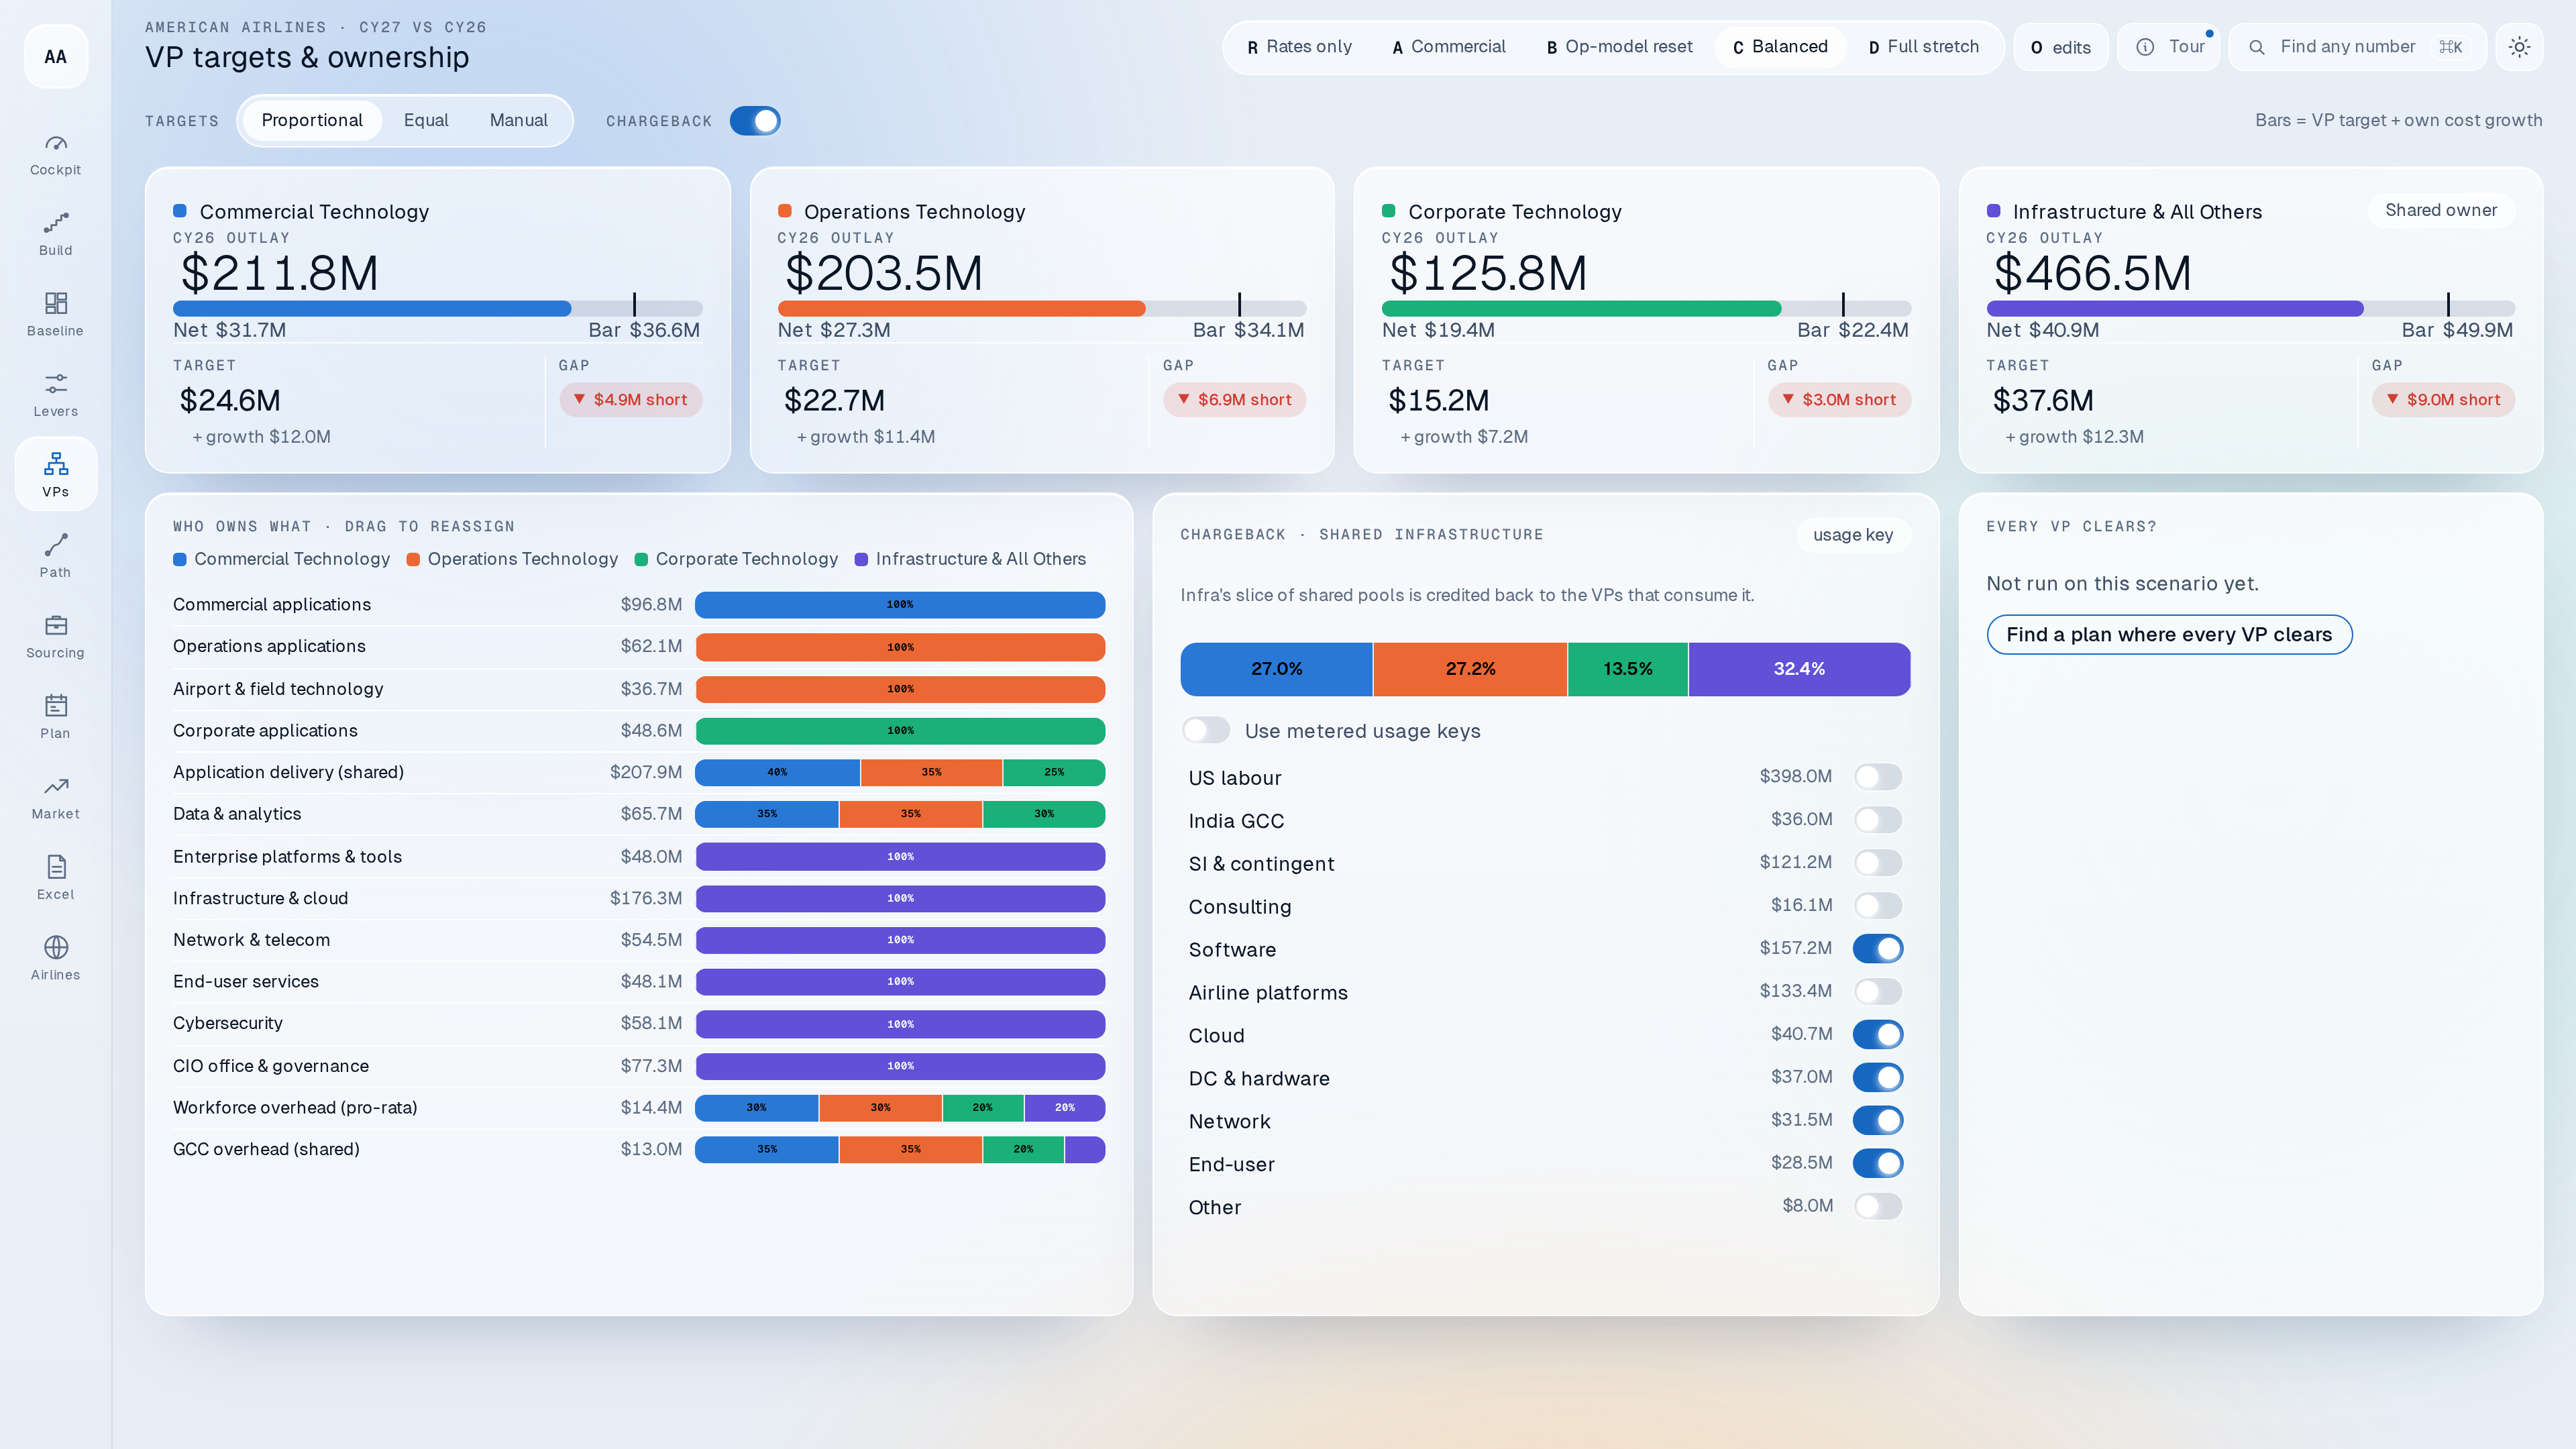 AA
Cockpit
Build
Baseline
Levers
VPs
Path
Sourcing
Plan
Market
Excel
Airlines
AMERICAN AIRLINES · CY27 VS CY26
VP targets & ownership
R Rates only A Commercial B Op-model reset C Balanced D Full stretch
0 edits
Tour
Find any number ⌘K
TARGETS Proportional Equal Manual CHARGEBACK
Bars = VP target + own cost growth
Commercial Technology
CY26 OUTLAY
$211.8M
Net $31.7M Bar $36.6M
TARGET GAP
$24.6M ▼ $4.9M short
+ growth $12.0M
Operations Technology
CY26 OUTLAY
$203.5M
Net $27.3M Bar $34.1M
TARGET GAP
$22.7M ▼ $6.9M short
+ growth $11.4M
Corporate Technology
CY26 OUTLAY
$125.8M
Net $19.4M Bar $22.4M
TARGET GAP
$15.2M ▼ $3.0M short
+ growth $7.2M
Infrastructure & All Others Shared owner
CY26 OUTLAY
$466.5M
Net $40.9M Bar $49.9M
TARGET GAP
$37.6M ▼ $9.0M short
+ growth $12.3M
WHO OWNS WHAT · DRAG TO REASSIGN
Commercial Technology Operations Technology Corporate Technology Infrastructure & All Others
Commercial applications $96.8M 100%
Operations applications $62.1M 100%
Airport & field technology $36.7M 100%
Corporate applications $48.6M 100%
Application delivery (shared) $207.9M 40% 35% 25%
Data & analytics $65.7M 35% 35% 30%
Enterprise platforms & tools $48.0M 100%
Infrastructure & cloud $176.3M 100%
Network & telecom $54.5M 100%
End-user services $48.1M 100%
Cybersecurity $58.1M 100%
CIO office & governance $77.3M 100%
Workforce overhead (pro-rata) $14.4M 30% 30% 20% 20%
GCC overhead (shared) $13.0M 35% 35% 20%
CHARGEBACK · SHARED INFRASTRUCTURE usage key
Infra's slice of shared pools is credited back to the VPs that consume it.
27.0% 27.2% 13.5% 32.4%
Use metered usage keys
US labour $398.0M
India GCC $36.0M
SI & contingent $121.2M
Consulting $16.1M
Software $157.2M
Airline platforms $133.4M
Cloud $40.7M
DC & hardware $37.0M
Network $31.5M
End-user $28.5M
Other $8.0M
EVERY VP CLEARS?
Not run on this scenario yet.
Find a plan where every VP clears